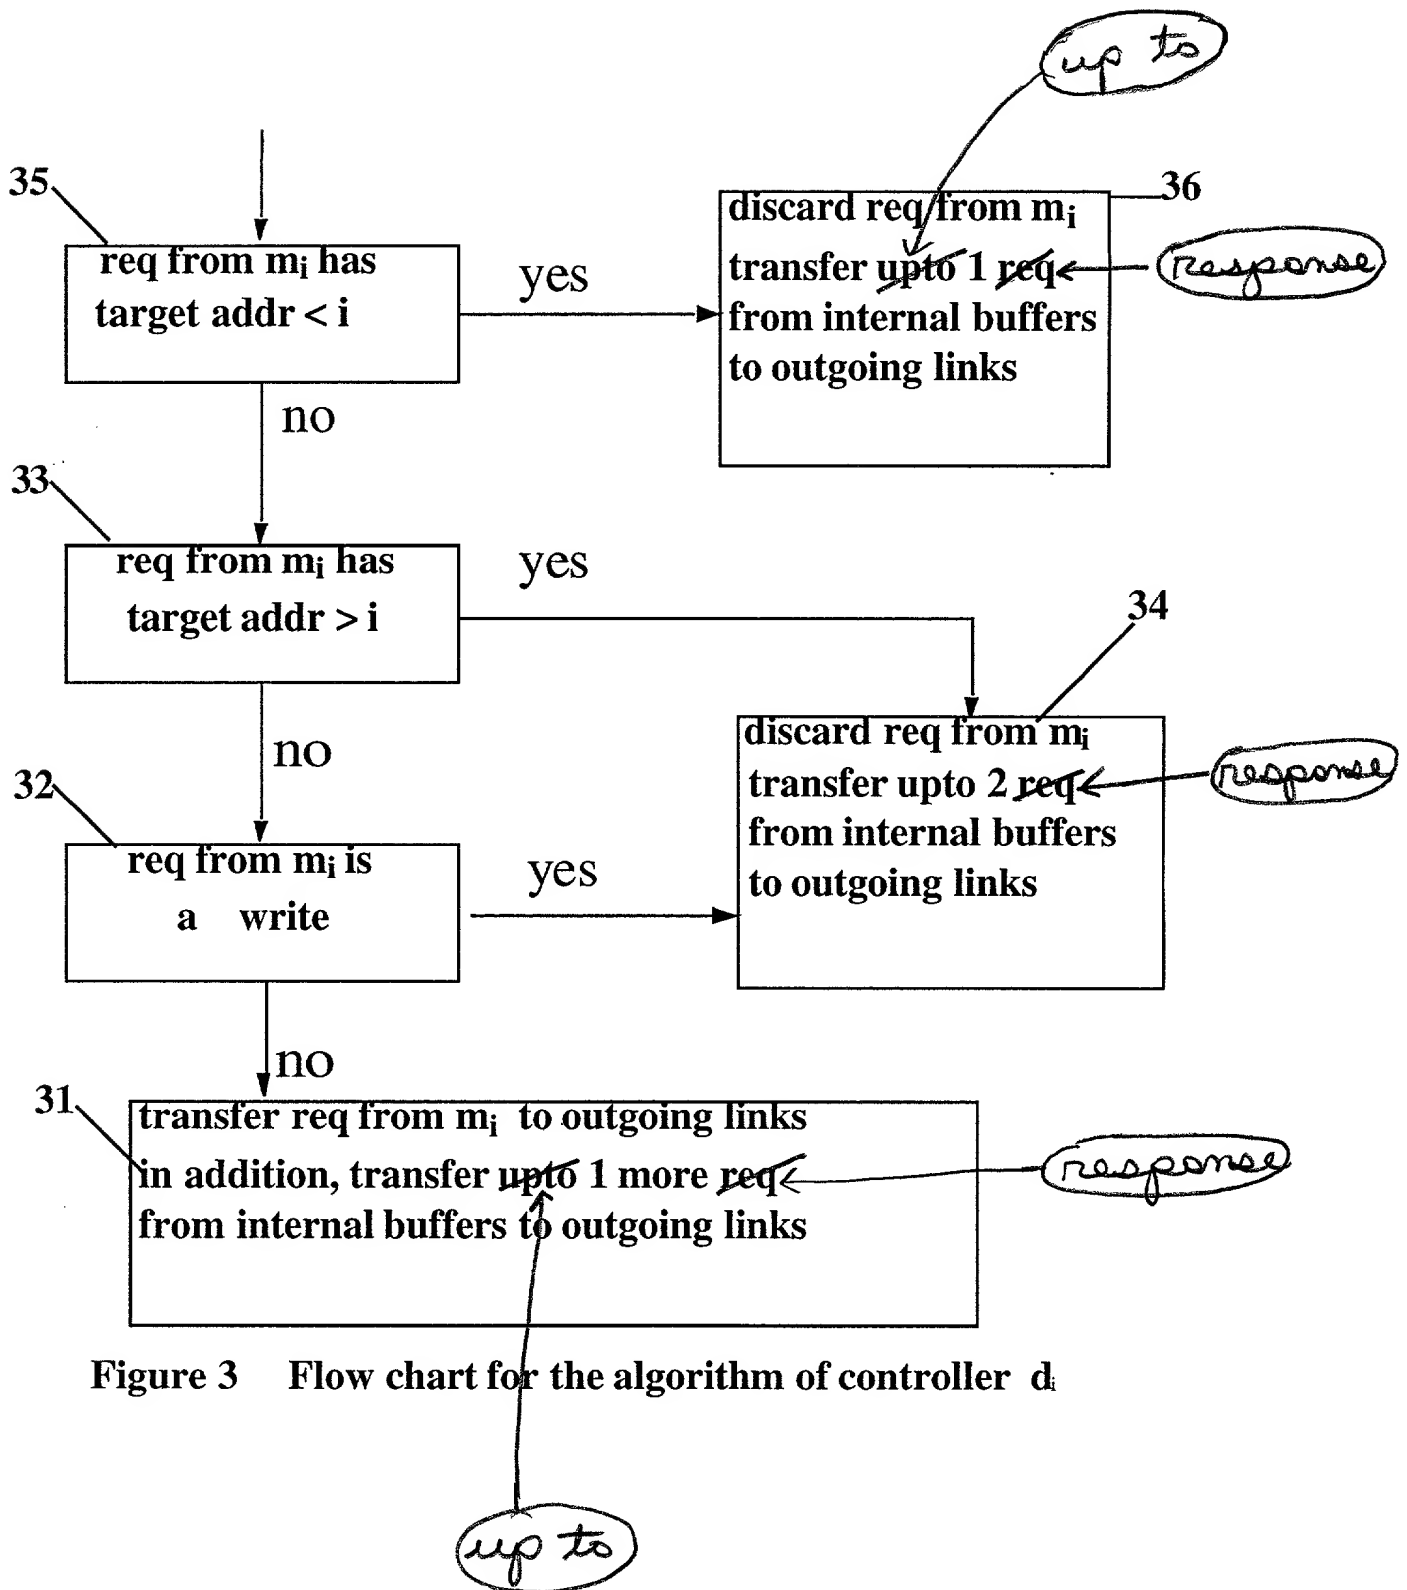 up to
35
req from mi has
target addr < i
yes
36
discard req from mi
transfer upto 1 req
response
from internal buffers
to outgoing links
no
33
req from mi has
target addr > i
yes
34
discard req from mi
transfer upto 2 req
response
from internal buffers
to outgoing links
no
32
req from mi is
a write
yes
no
31
transfer req from mi to outgoing links
in addition, transfer upto 1 more req
response
from internal buffers to outgoing links
Figure 3 Flow chart for the algorithm of controller di
up to